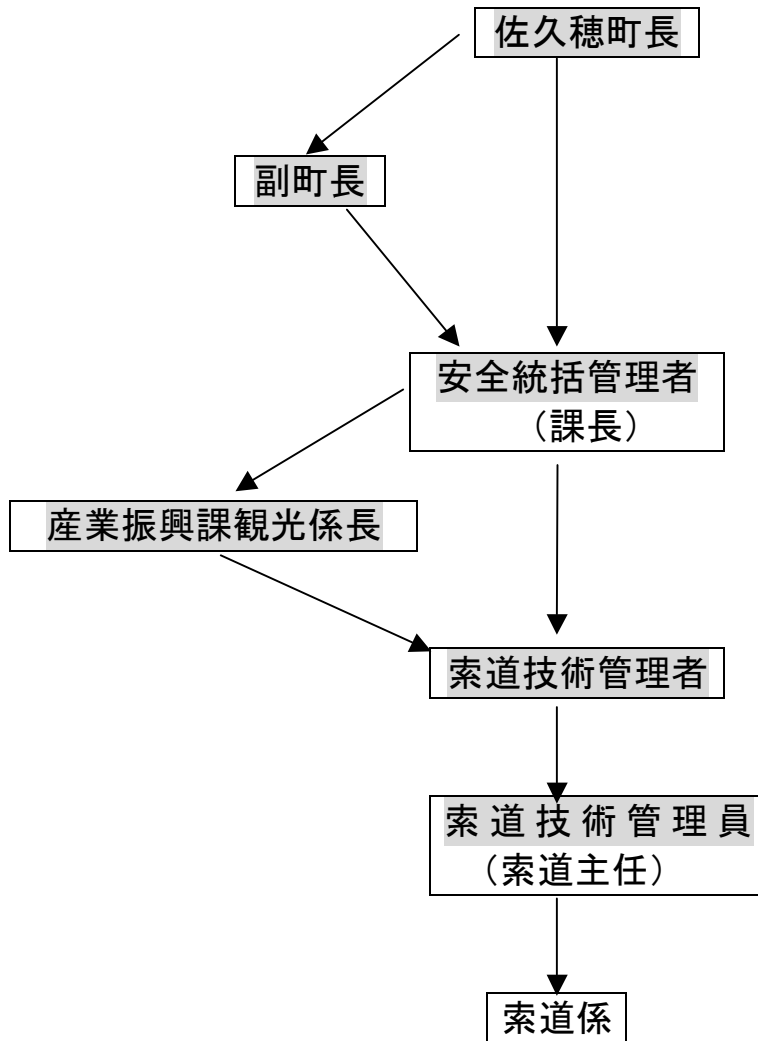 佐久穂町長
副町長
安全統括管理者
（課長）
産業振興課観光係長
索道技術管理者
索道技術管理員
（索道主任）
索道係